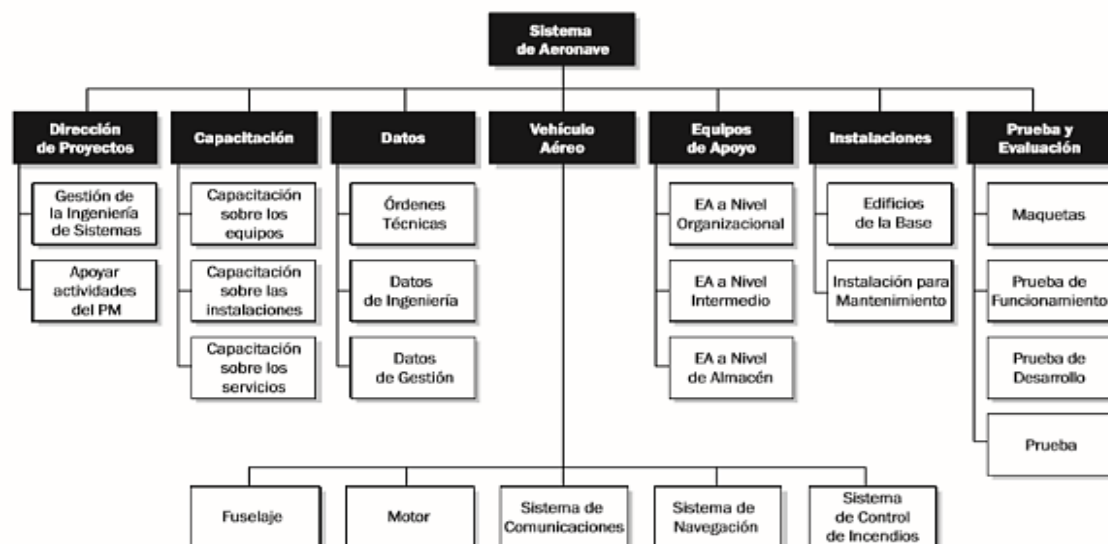 Sistema
de Aeronave
Dirección
de Proyectos
Capacitación
Datos
Vehículo
Aéreo
Equipos
de Apoyo
Instalaciones
Prueba y
Evaluación
Gestión de
la Ingeniería
de Sistemas
Apoyar
actividades
del PM
Capacitación
sobre los
equipos
Capacitación
sobre las
instalaciones
Capacitación
sobre los
servicios
Órdenes
Técnicas
Datos
de Ingeniería
Datos
de Gestión
EA a Nivel
Organizacional
EA a Nivel
Intermedio
EA a Nivel
de Almacén
Edificios
de la Base
Instalación para
Mantenimiento
Maquetas
Prueba de
Funcionamiento
Prueba de
Desarrollo
Prueba
Fuselaje
Motor
Sistema de
Comunicaciones
Sistema de
Navegación
Sistema
de Control
de Incendios